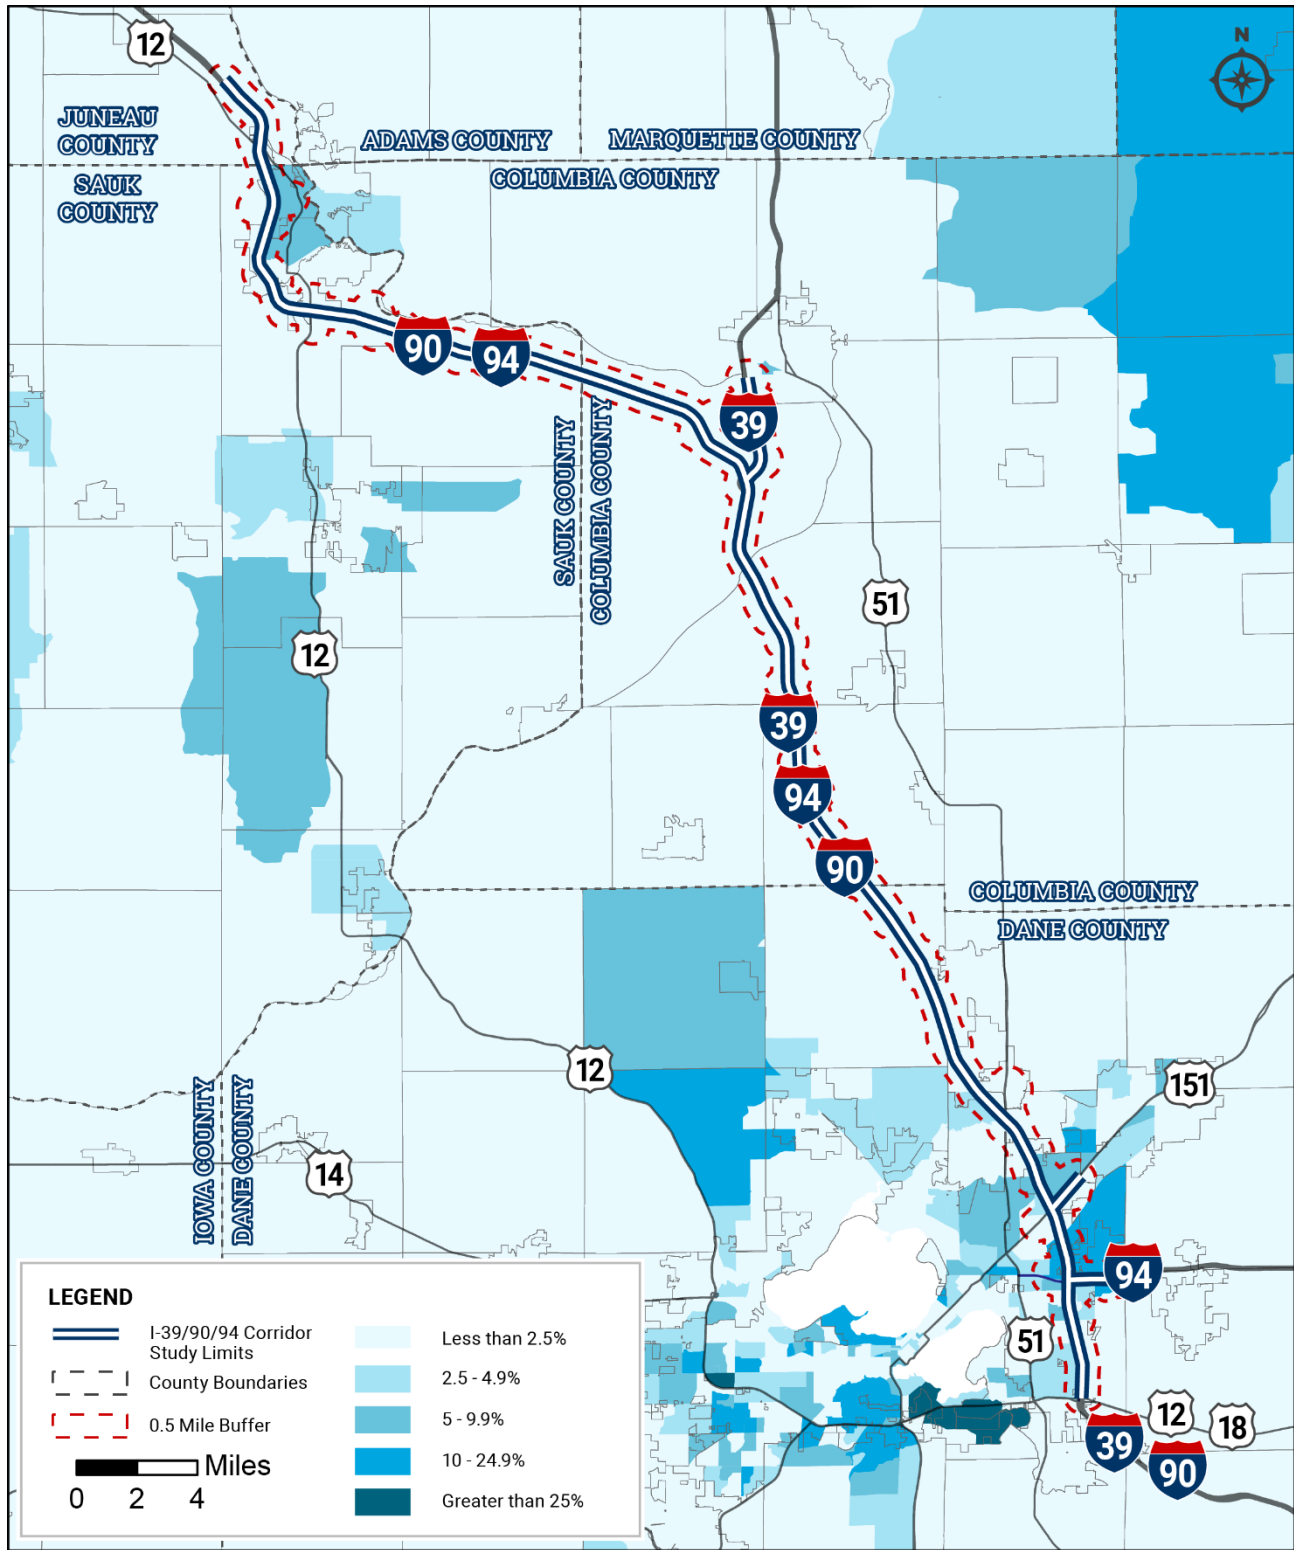 12
N
JUNEAU
COUNTY
ADAMS COUNTY
MARQUETTE COUNTY
SAUK
COUNTY
COLUMBIA COUNTY
90
94
39
SAUK COUNTY
COLUMBIA COUNTY
51
12
39
94
90
COLUMBIA COUNTY
DANE COUNTY
12
151
IOWA COUNTY
DANE COUNTY
14
94
51
12
18
39
90
LEGEND
I-39/90/94 Corridor
Study Limits
County Boundaries
0.5 Mile Buffer
Miles
0 2 4
Less than 2.5%
2.5 - 4.9%
5 - 9.9%
10 - 24.9%
Greater than 25%